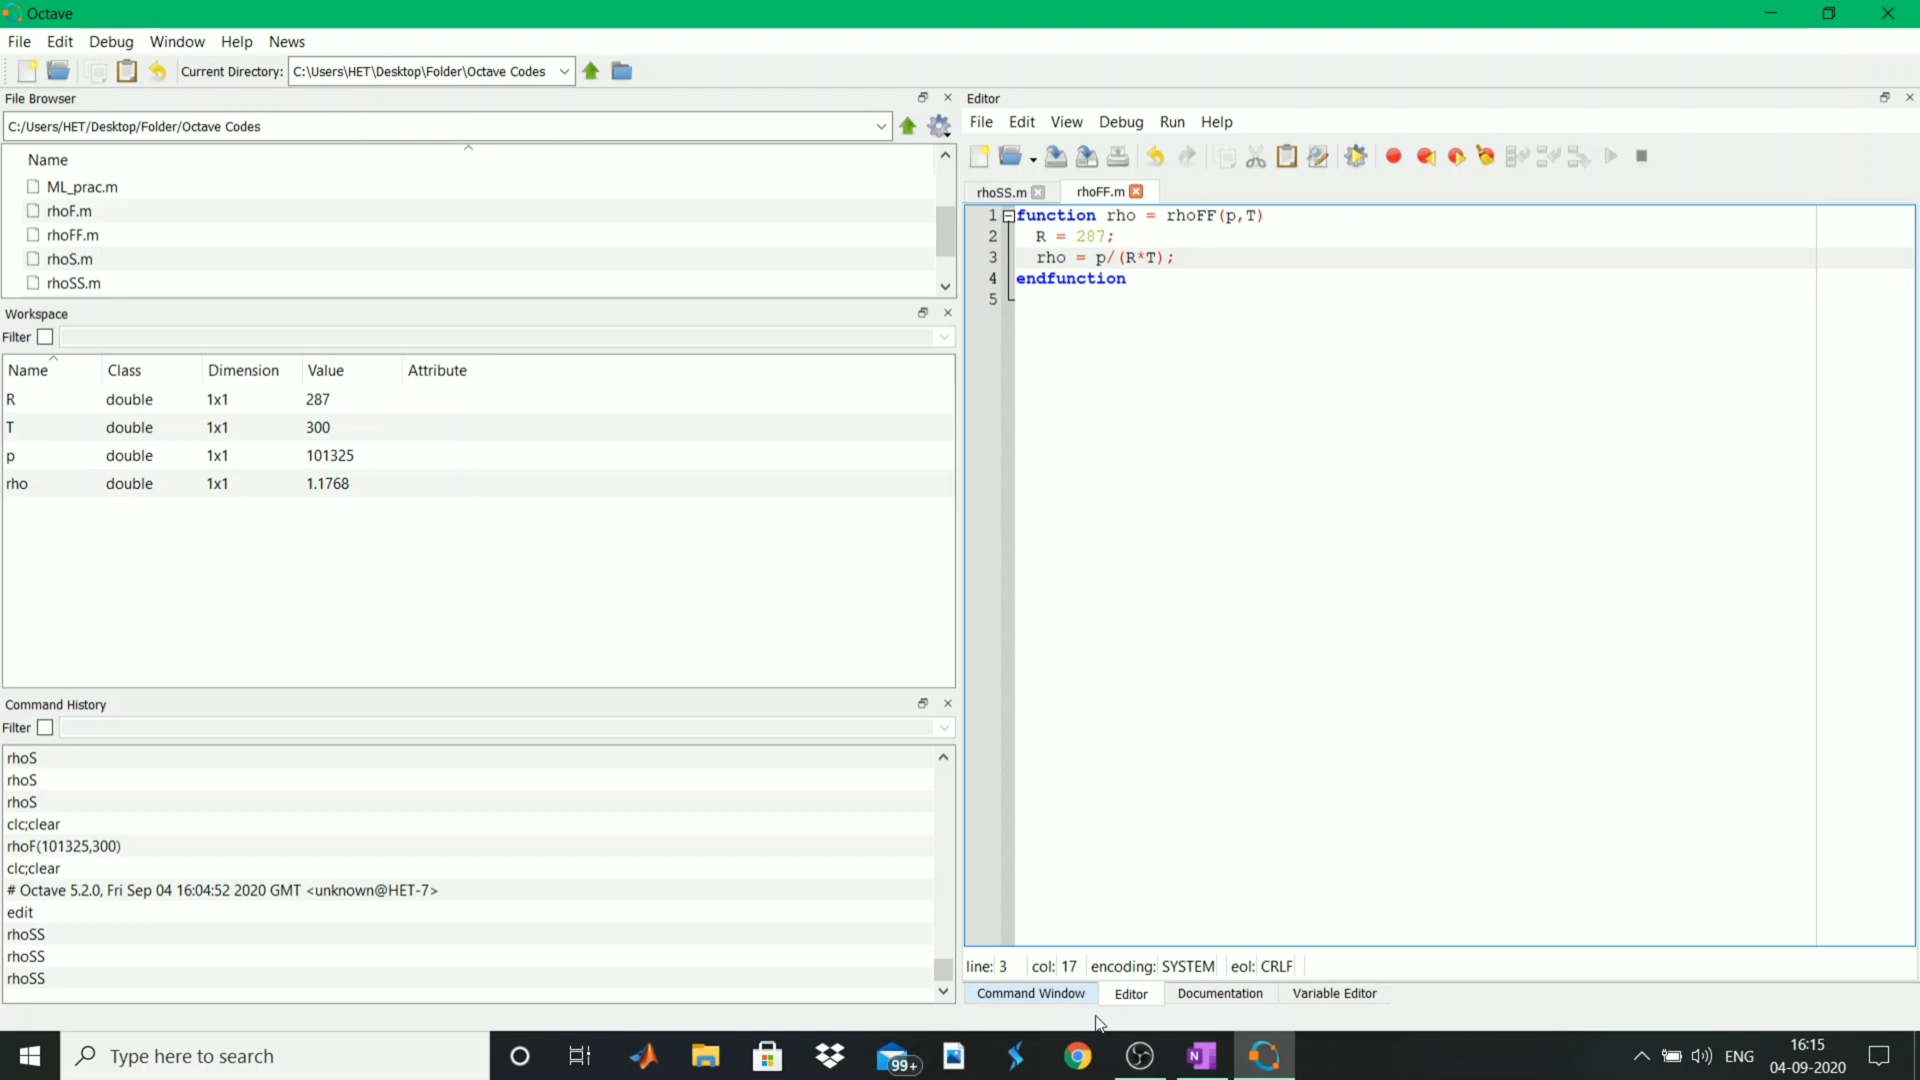 Octave
File Edit Debug Window Help News
Current Directory: C:\Users\HET\Desktop\Folder\Octave Codes
File Browser
C:/Users/HET/Desktop/Folder/Octave Codes
Name
ML_prac.m
rhoF.m
rhoFF.m
rhoS.m
rhoSS.m
Workspace
Filter
Name Class Dimension Value Attribute
R double 1x1 287
T double 1x1 300
p double 1x1 101325
rho double 1x1 1.1768
Command History
Filter
rhoS
rhoS
rhoS
clc;clear
rhoF(101325,300)
clc;clear
# Octave 5.2.0, Fri Sep 04 16:04:52 2020 GMT <unknown@HET-7>
edit
rhoSS
rhoSS
rhoSS
Editor
File Edit View Debug Run Help
rhoSS.m rhoFF.m
1 function rho = rhoFF(p,T)
2 R = 287;
3 rho = p/(R*T);
4 endfunction
5
line: 3 col: 17 encoding: SYSTEM eol: CRLF
Command Window Editor Documentation Variable Editor
Type here to search
99+
N
ENG
16:15
04-09-2020